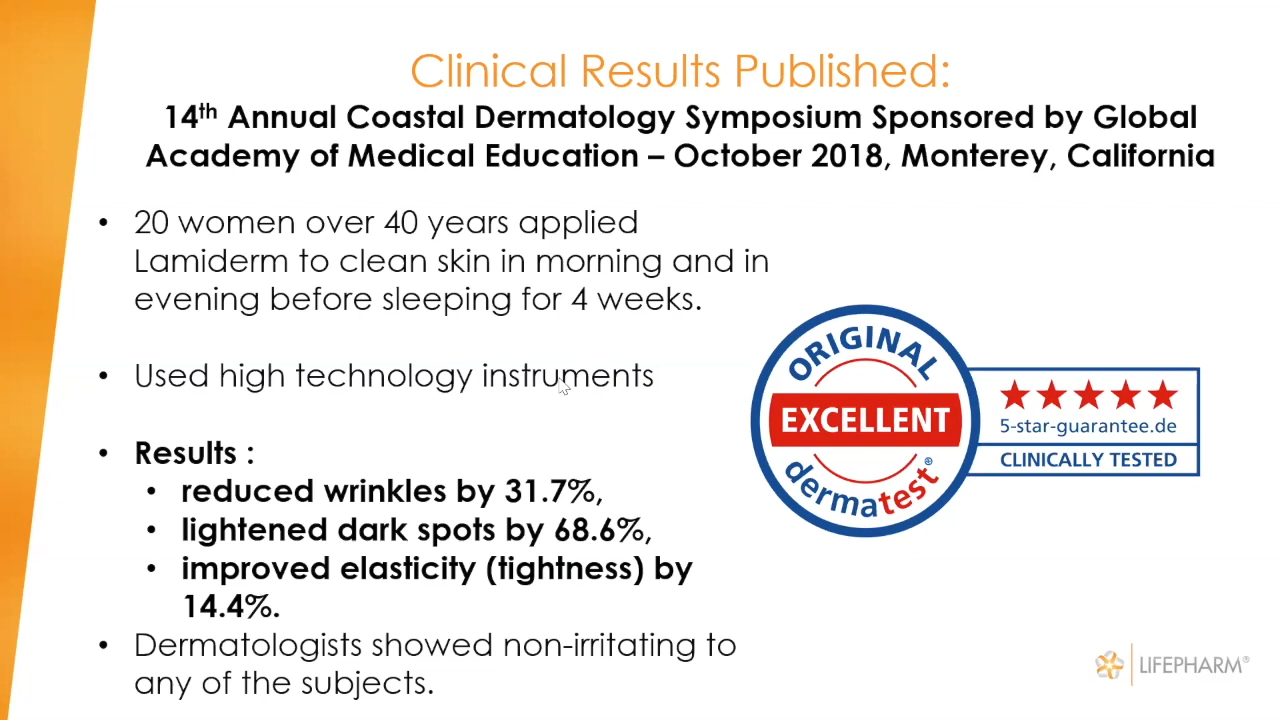 Clinical Results Published:
14th Annual Coastal Dermatology Symposium Sponsored by Global
Academy of Medical Education – October 2018, Monterey, California
• 20 women over 40 years applied
Lamiderm to clean skin in morning and in
evening before sleeping for 4 weeks.
• Used high technology instruments
• Results :
• reduced wrinkles by 31.7%,
• lightened dark spots by 68.6%,
• improved elasticity (tightness) by
14.4%.
• Dermatologists showed non-irritating to
any of the subjects.
ORIGINAL
EXCELLENT
dermatest®
5-star-guarantee.de
CLINICALLY TESTED
LIFEPHARM®